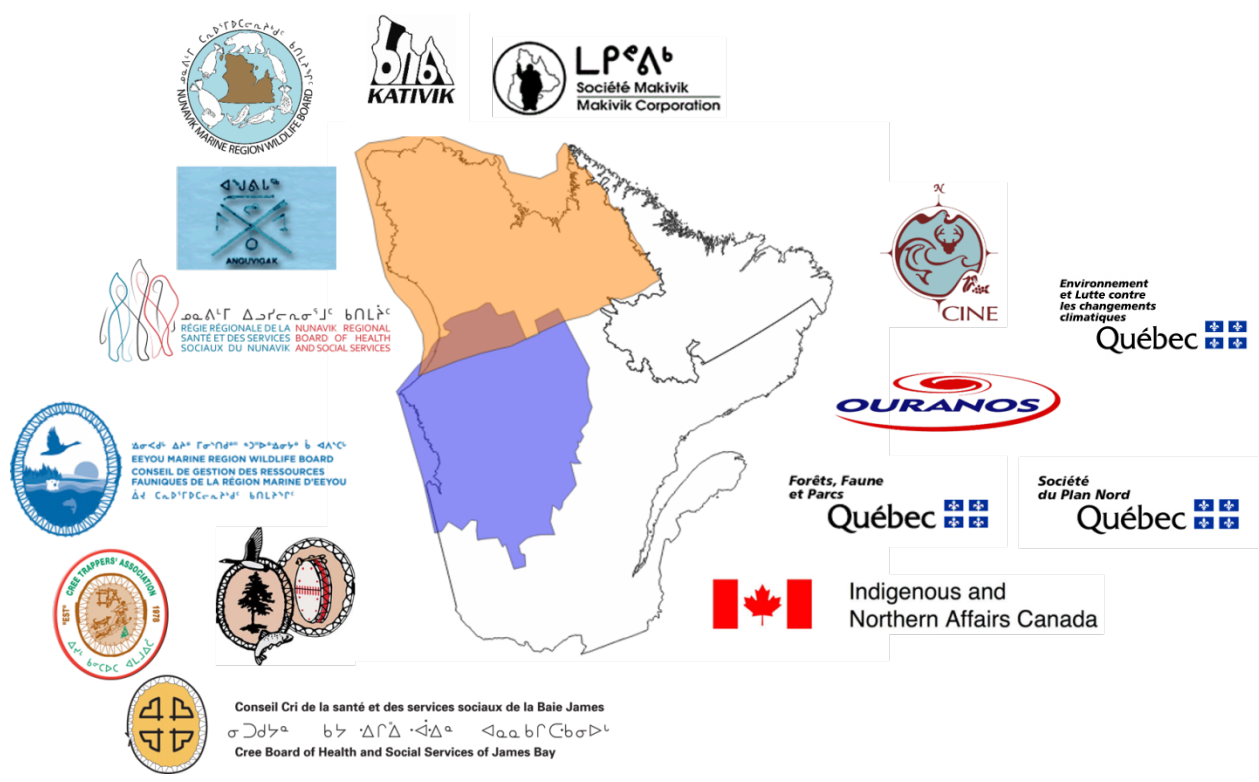 NUNAVIK MARINE REGION WILDLIFE BOARD
KATIVIK
ᒪᑭᕝᕕᒃ
Société Makivik
Makivik Corporation
ANGUVIGAK
ᓄᓇᕕᒻᒥ ᐃᓗᓯᓕᕆᓂᕐᒧᑦ ᑲᑎᒪᔩᑦ
RÉGIE RÉGIONALE DE LA
SANTÉ ET DES SERVICES
SOCIAUX DU NUNAVIK
NUNAVIK REGIONAL
BOARD OF HEALTH
AND SOCIAL SERVICES
N
CINE
Environnement
et Lutte contre
les changements
climatiques
Québec
OURANOS
EEYOU MARINE REGION WILDLIFE BOARD
CONSEIL DE GESTION DES RESSOURCES
FAUNIQUES DE LA RÉGION MARINE D'EEYOU
Forêts, Faune
et Parcs
Québec
Société
du Plan Nord
Québec
"EST" CREE TRAPPERS' ASSOCIATION 1978
Indigenous and
Northern Affairs Canada
Conseil Cri de la santé et des services sociaux de la Baie James
Cree Board of Health and Social Services of James Bay